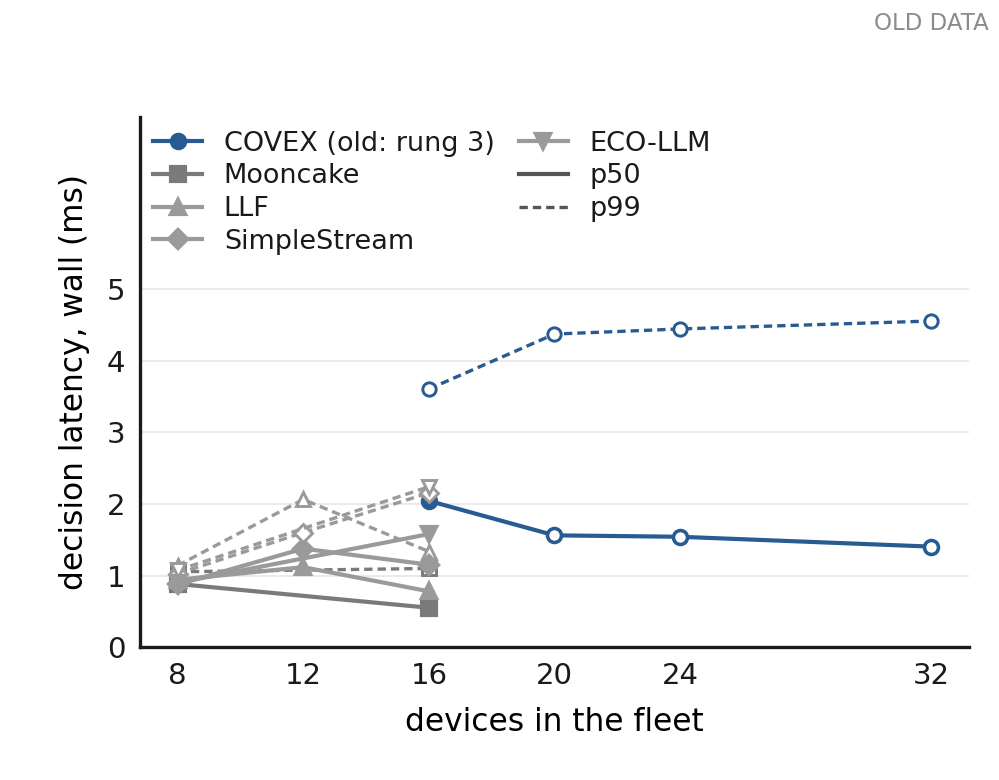 OLD DATA
COVEX (old: rung 3)
Mooncake
LLF
SimpleStream
ECO-LLM
p50
p99
decision latency, wall (ms)
5
4
3
2
1
0
8 12 16 20 24 32
devices in the fleet